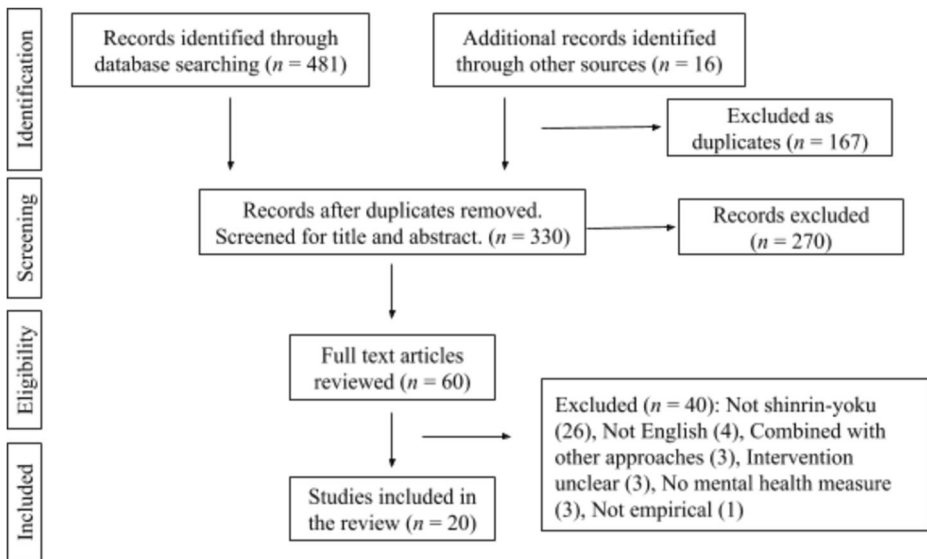 Identification
Records identified through
database searching (n = 481)
Additional records identified
through other sources (n = 16)
Excluded as
duplicates (n = 167)
Screening
Records after duplicates removed.
Screened for title and abstract. (n = 330)
Records excluded
(n = 270)
Eligibility
Full text articles
reviewed (n = 60)
Excluded (n = 40): Not shinrin-yoku
(26), Not English (4), Combined with
other approaches (3), Intervention
unclear (3), No mental health measure
(3), Not empirical (1)
Included
Studies included in
the review (n = 20)